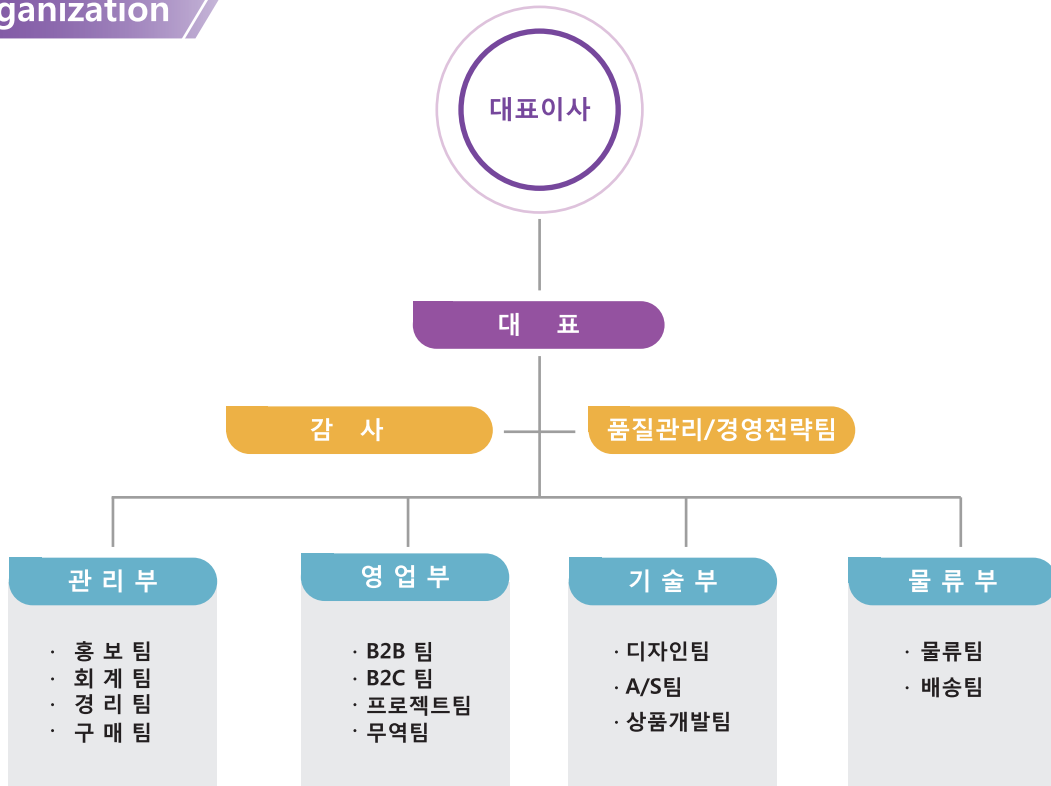 ganization
대표이사
대 표
감 사
품질관리/경영전략팀
관 리 부
· 홍 보 팀
· 회 계 팀
· 경 리 팀
· 구 매 팀
영 업 부
· B2B 팀
· B2C 팀
· 프로젝트팀
· 무역팀
기 술 부
· 디자인팀
· A/S팀
· 상품개발팀
물 류 부
· 물류팀
· 배송팀